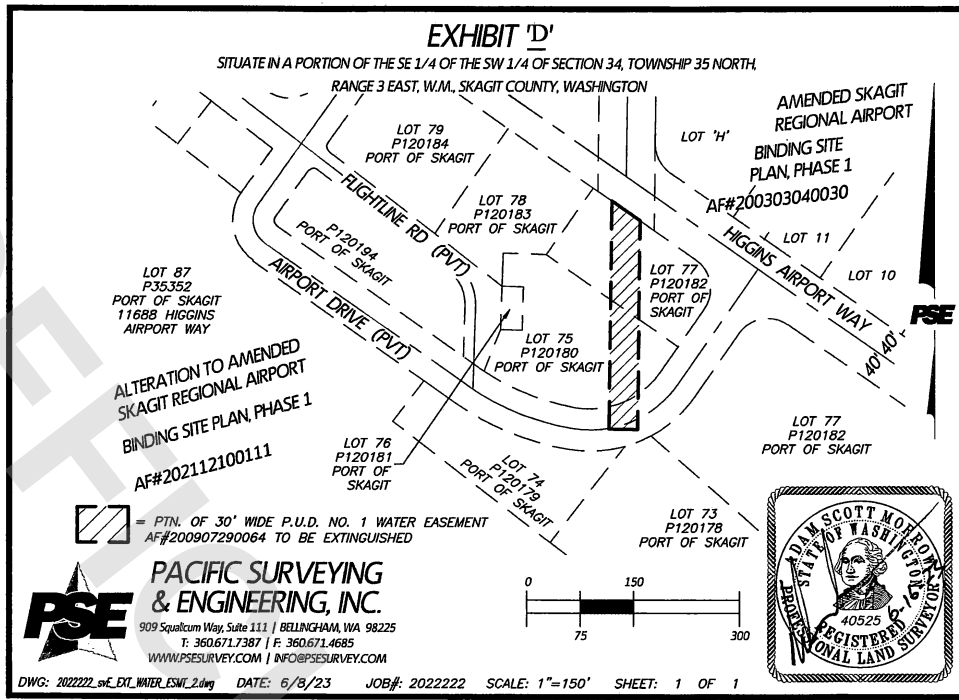 EXHIBIT 'D'
SITUATE IN A PORTION OF THE SE 1/4 OF THE SW 1/4 OF SECTION 34, TOWNSHIP 35 NORTH,
RANGE 3 EAST, W.M., SKAGIT COUNTY, WASHINGTON
AMENDED SKAGIT
REGIONAL AIRPORT
BINDING SITE
PLAN, PHASE 1
AF#200303040030
LOT 'H'
LOT 79
P120184
PORT OF SKAGIT
LOT 78
P120183
PORT OF SKAGIT
FLIGHTLINE RD (PVT)
P120194
PORT OF SKAGIT
AIRPORT DRIVE (PVT)
HIGGINS AIRPORT WAY
LOT 11
LOT 10
40' 40'
PSE
LOT 87
P35352
PORT OF SKAGIT
11688 HIGGINS
AIRPORT WAY
LOT 77
P120182
PORT OF
SKAGIT
LOT 75
P120180
PORT OF SKAGIT
ALTERATION TO AMENDED
SKAGIT REGIONAL AIRPORT
BINDING SITE PLAN, PHASE 1
AF#202112100111
LOT 76
P120181
PORT OF
SKAGIT
LOT 74
P120179
PORT OF SKAGIT
LOT 77
P120182
PORT OF SKAGIT
LOT 73
P120178
PORT OF SKAGIT
= PTN. OF 30' WIDE P.U.D. NO. 1 WATER EASEMENT
AF#200907290064 TO BE EXTINGUISHED
PSE
PACIFIC SURVEYING
& ENGINEERING, INC.
909 Squalicum Way, Suite 111 | BELLINGHAM, WA 98225
T: 360.671.7387 | F: 360.671.4685
WWW.PSESURVEY.COM | INFO@PSESURVEY.COM
0 150
75 300
ADAM SCOTT MORROW
STATE OF WASHINGTON
40525
REGISTERED
PROFESSIONAL LAND SURVEYOR
DWG: 2022222_svE_EXT_WATER_ESMT_2.dwg DATE: 6/8/23 JOB#: 2022222 SCALE: 1"=150' SHEET: 1 OF 1